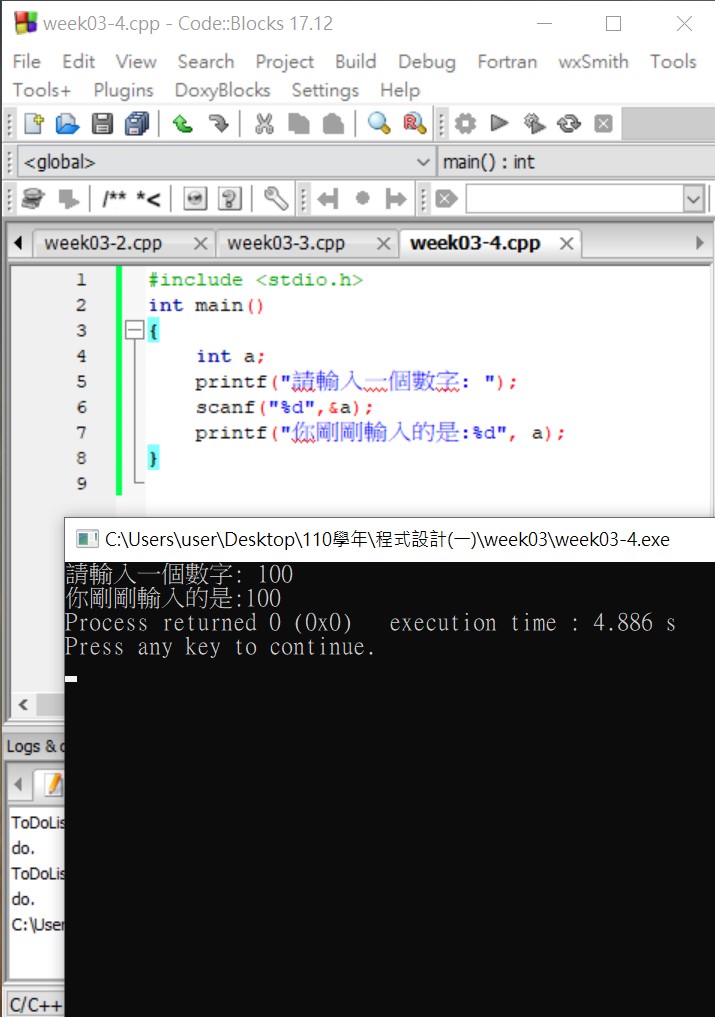 week03-4.cpp - Code::Blocks 17.12
File Edit View Search Project Build Debug Fortran wxSmith Tools
Tools+ Plugins DoxyBlocks Settings Help
<global> main() : int
/** *<
week03-2.cpp week03-3.cpp week03-4.cpp
1 #include <stdio.h>
2 int main()
3 {
4 int a;
5 printf("請輸入一個數字: ");
6 scanf("%d",&a);
7 printf("你剛剛輸入的是:%d", a);
8 }
9
C:\Users\user\Desktop\110學年\程式設計(一)\week03\week03-4.exe
請輸入一個數字: 100
你剛剛輸入的是:100
Process returned 0 (0x0) execution time : 4.886 s
Press any key to continue.
Logs &
ToDoLis
do.
ToDoLis
do.
C:\User
C/C++